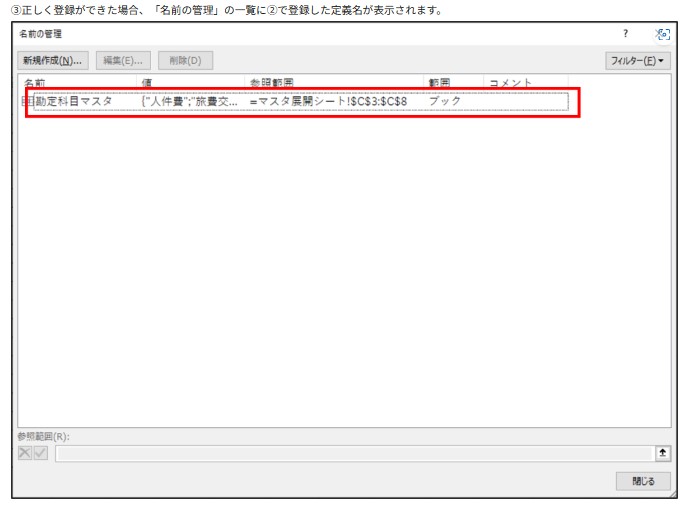 ③正しく登録ができた場合、「名前の管理」の一覧に②で登録した定義名が表示されます。
名前の管理 ?
新規作成(N)... 編集(E)... 削除(D) フィルター(F)
名前 値 参照範囲 範囲 コメント
勘定科目マスタ {"人件費";"旅費交... =マスタ展開シート!$C$3:$C$8 ブック
参照範囲(R):
閉じる